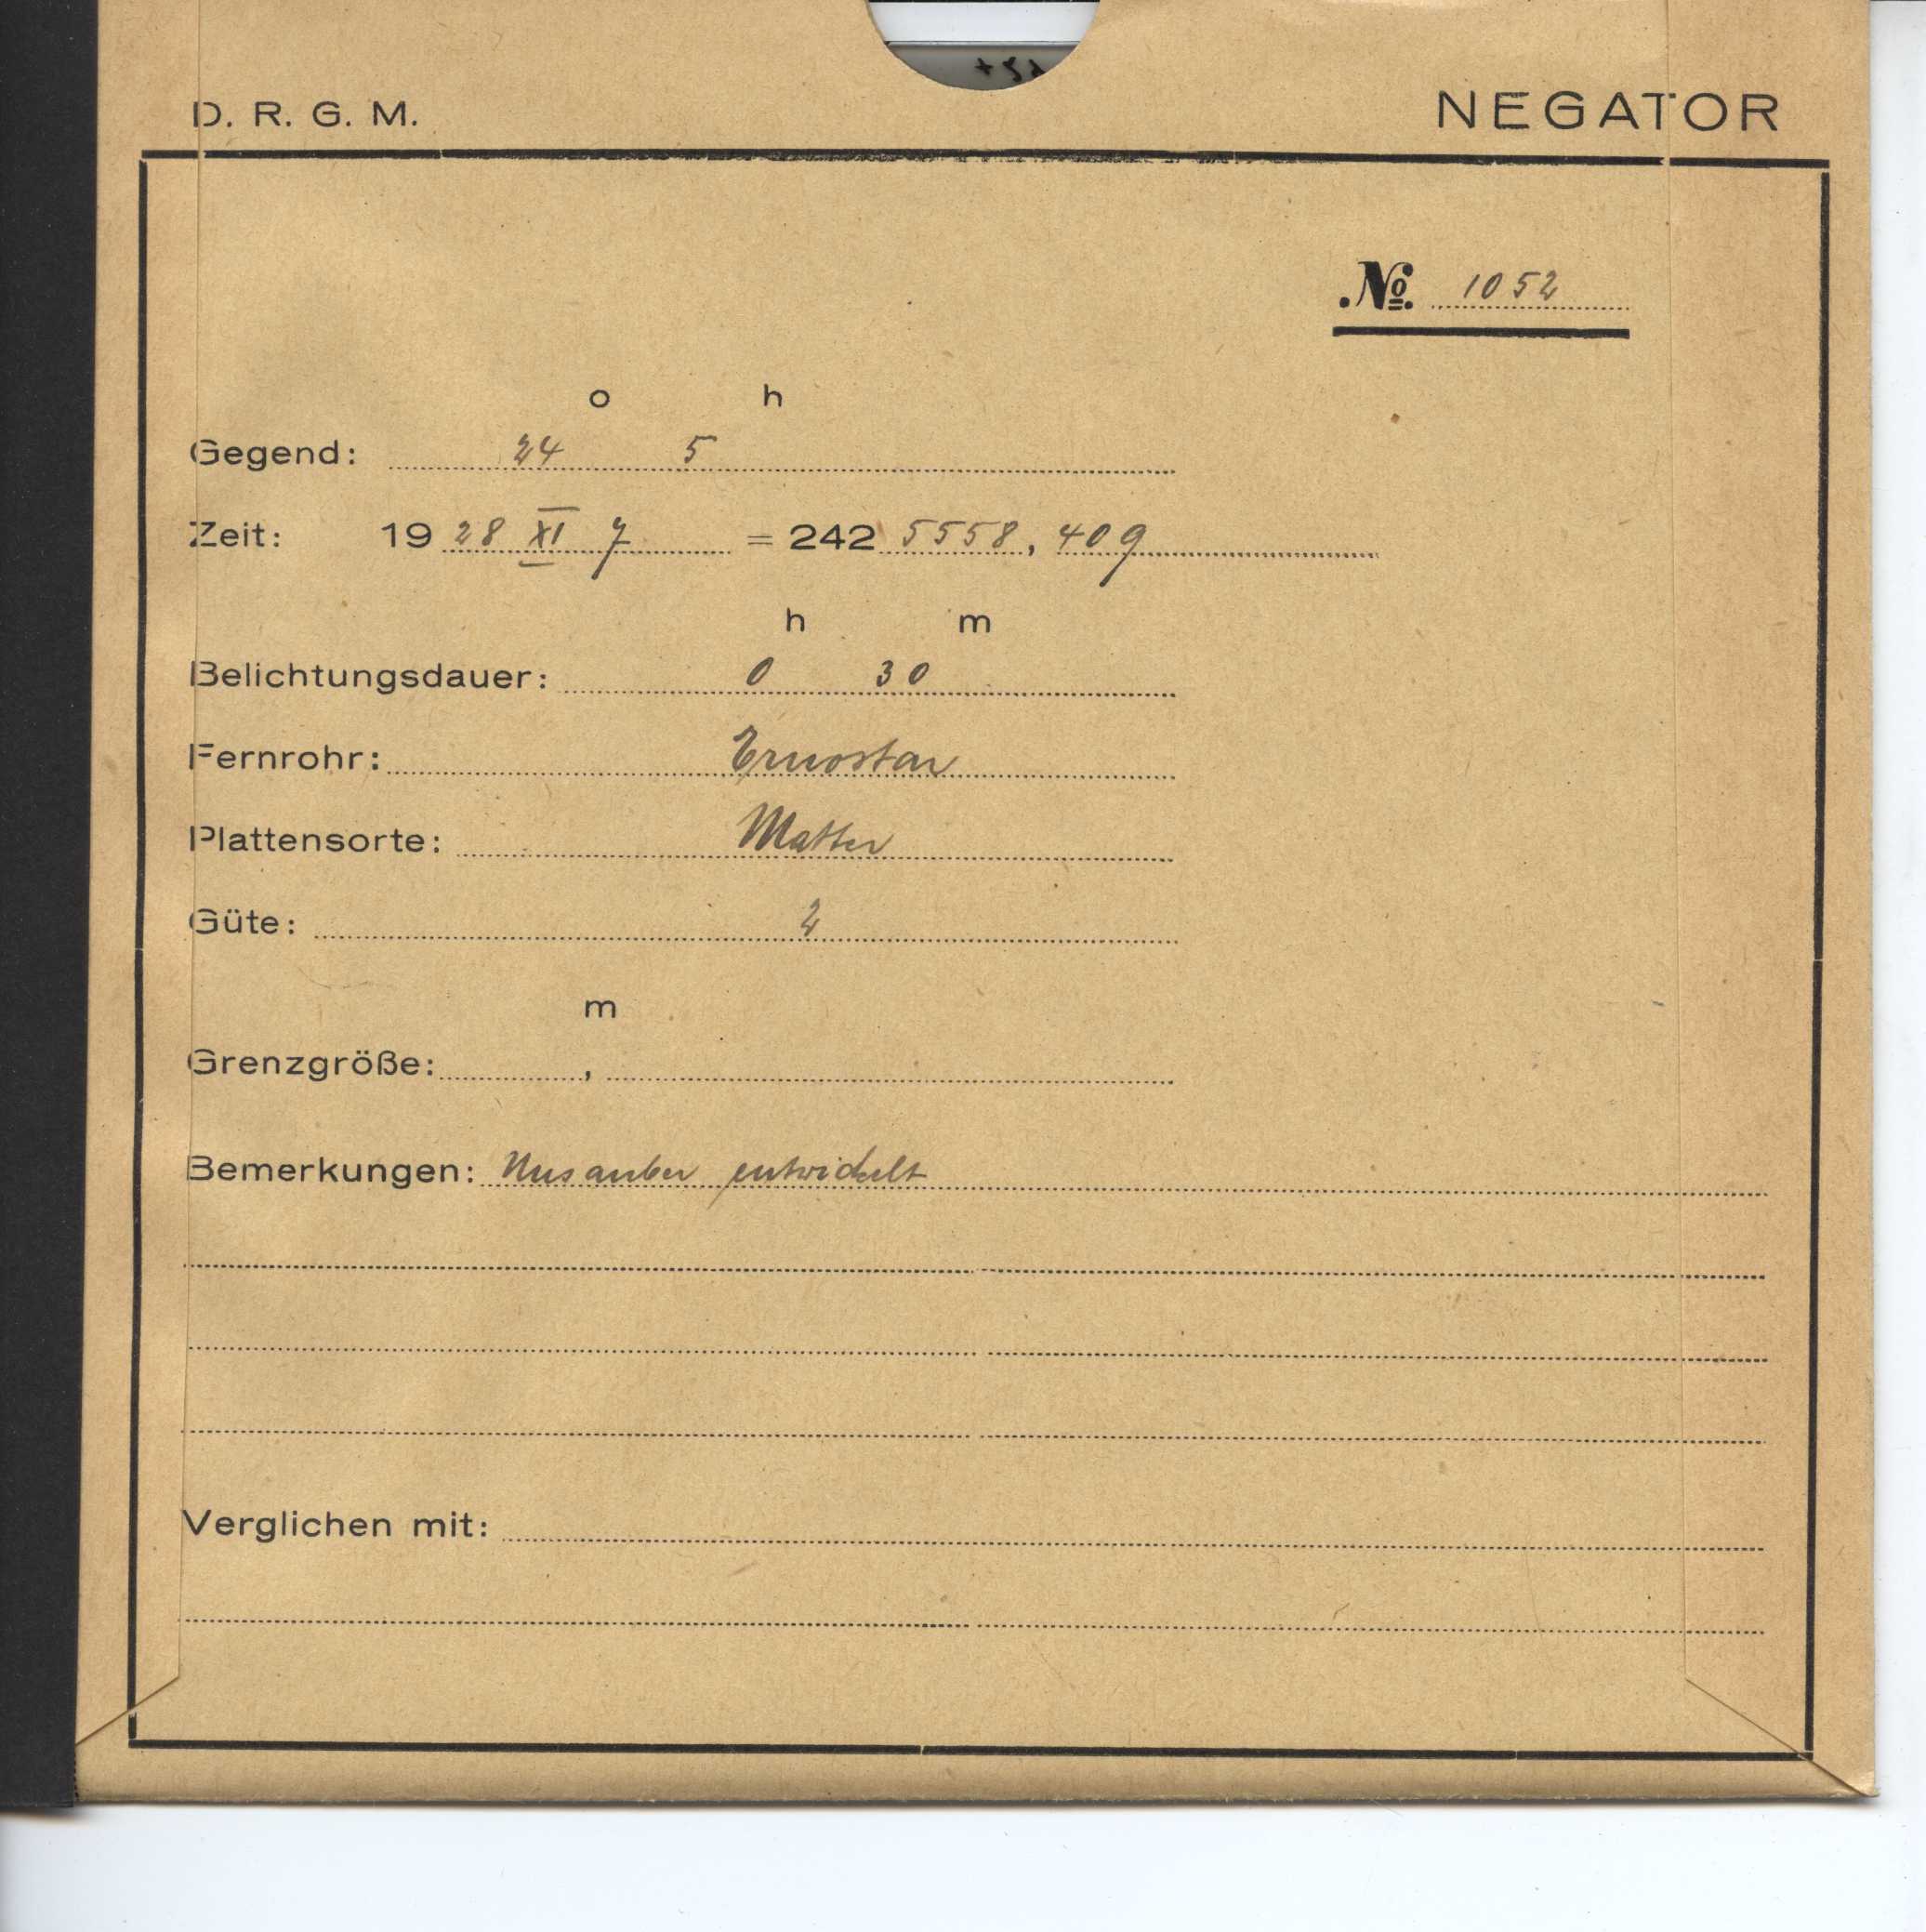 D. R. G. M. NEGATOR
№ 1052
o h
Gegend: 24 5
Zeit: 19 28 XI 7 = 242 5558, 409
h m
Belichtungsdauer: 0 30
Fernrohr: Ernostar
Plattensorte: Matter
Güte: 2
m
Grenzgröße: ,
Bemerkungen: Unsauber entwickelt
Verglichen mit: